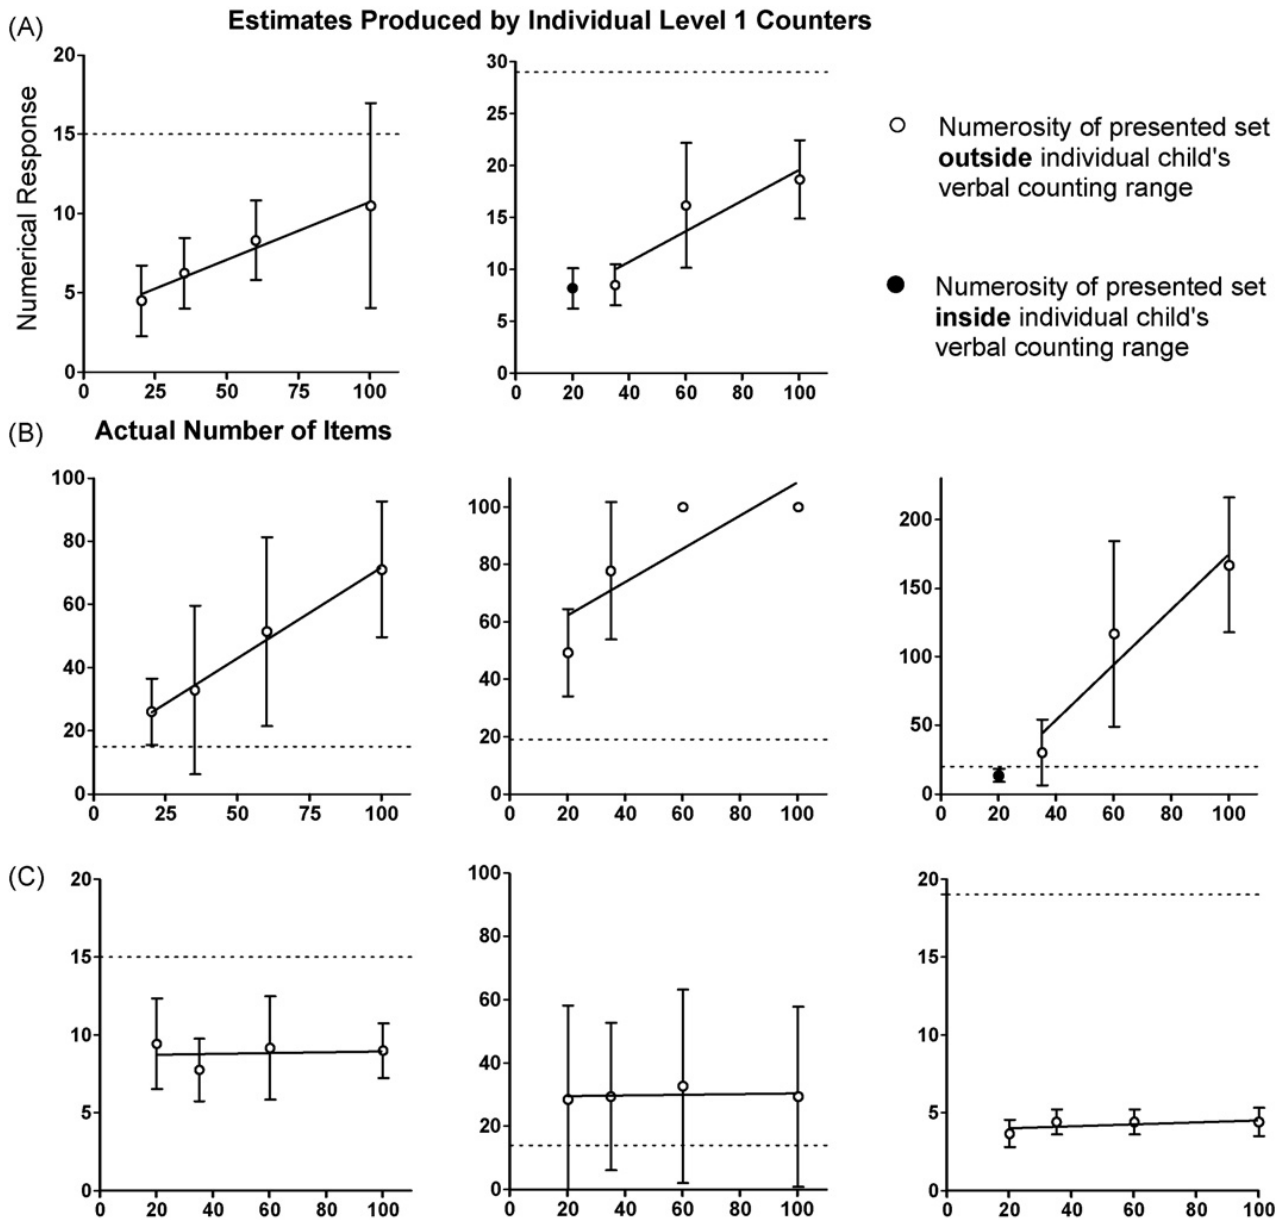 (A)
Estimates Produced by Individual Level 1 Counters
Numerical Response
20
15
10
5
0
0 25 50 75 100
30
25
20
15
10
5
0
0 20 40 60 80 100
Numerosity of presented set
outside individual child's
verbal counting range
Numerosity of presented set
inside individual child's
verbal counting range
(B)
Actual Number of Items
100
80
60
40
20
0
0 25 50 75 100
100
80
60
40
20
0
0 20 40 60 80 100
200
150
100
50
0
0 20 40 60 80 100
(C)
20
15
10
5
0
0 20 40 60 80 100
100
80
60
40
20
0
0 20 40 60 80 100
20
15
10
5
0
0 20 40 60 80 100